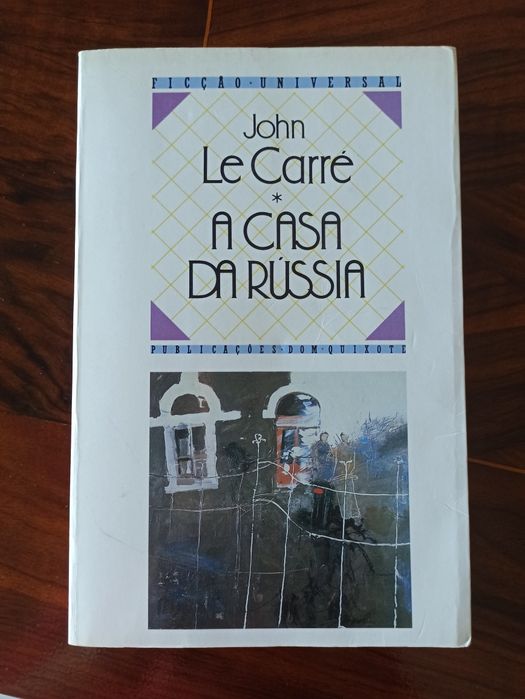 FICÇÃO·UNIVERSAL
John
Le Carré
*
A CASA
DA RÚSSIA
PUBLICAÇÕES·DOM·QUIXOTE